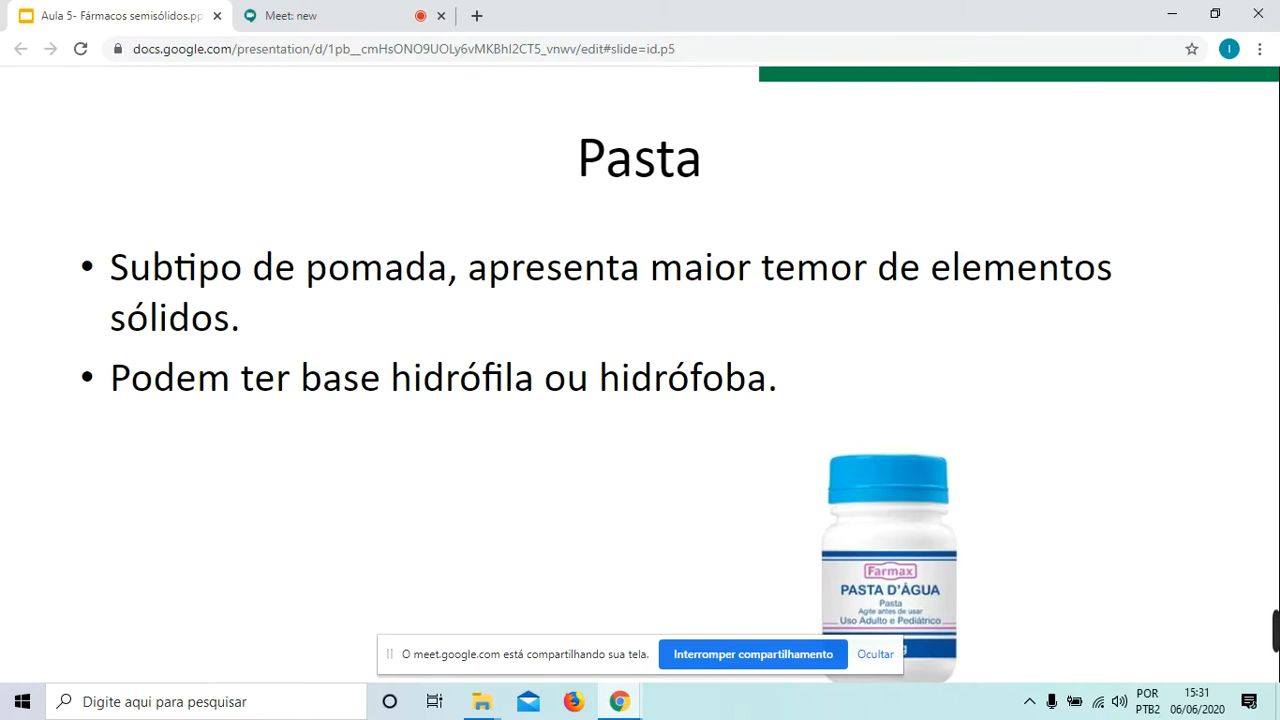 Aula 5- Fármacos semisólidos.pp
Meet: new
docs.google.com/presentation/d/1pb__cmHsONO9UOLy6vMKBhI2CT5_vnwv/edit#slide=id.p5
I
Pasta
• Subtipo de pomada, apresenta maior temor de elementos
sólidos.
• Podem ter base hidrófila ou hidrófoba.
Farmax
PASTA D'ÁGUA
Pasta
Agite antes de usar
Uso Adulto e Pediátrico
g
O meet.google.com está compartilhando sua tela.
Interromper compartilhamento
Ocultar
Digite aqui para pesquisar
POR
PTB2
15:31
06/06/2020